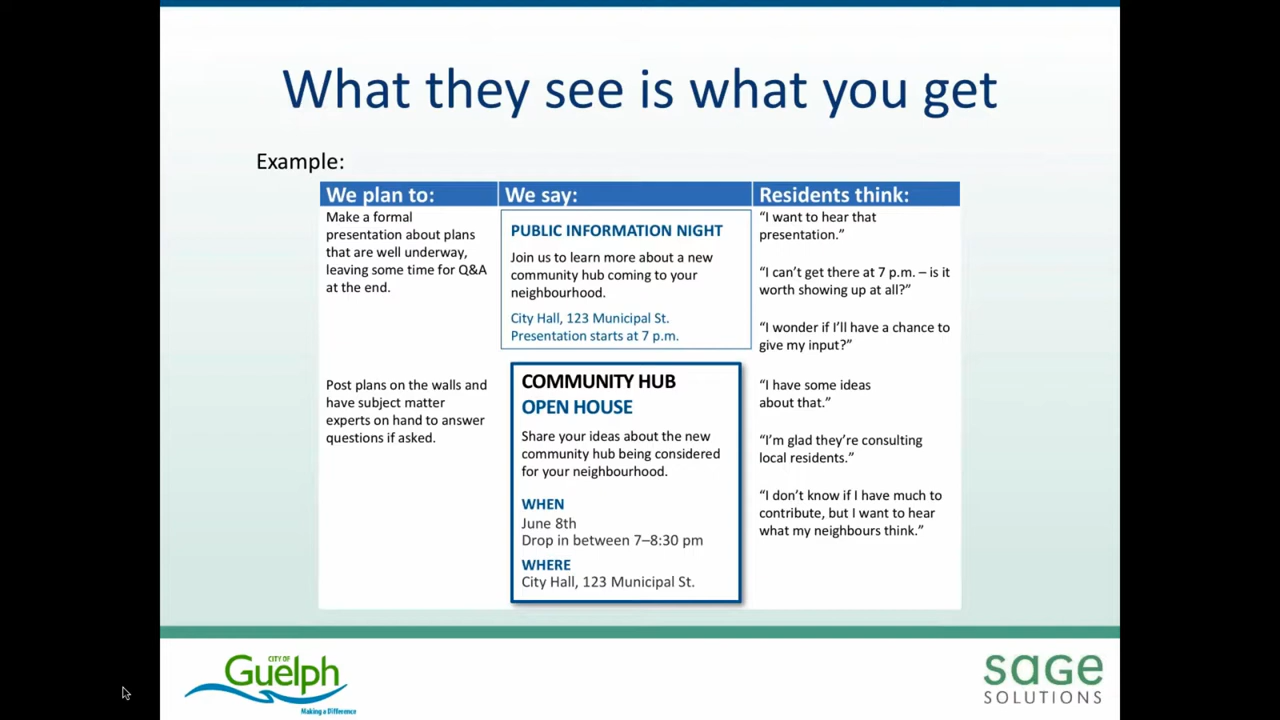 What they see is what you get
Example:
We plan to:
We say:
Residents think:
Make a formal
presentation about plans
that are well underway,
leaving some time for Q&A
at the end.
PUBLIC INFORMATION NIGHT
Join us to learn more about a new
community hub coming to your
neighbourhood.
City Hall, 123 Municipal St.
Presentation starts at 7 p.m.
“I want to hear that
presentation.”
“I can’t get there at 7 p.m. – is it
worth showing up at all?”
“I wonder if I’ll have a chance to
give my input?”
Post plans on the walls and
have subject matter
experts on hand to answer
questions if asked.
COMMUNITY HUB
OPEN HOUSE
Share your ideas about the new
community hub being considered
for your neighbourhood.
WHEN
June 8th
Drop in between 7–8:30 pm
WHERE
City Hall, 123 Municipal St.
“I have some ideas
about that.”
“I’m glad they’re consulting
local residents.”
“I don’t know if I have much to
contribute, but I want to hear
what my neighbours think.”
CITY OF
Guelph
Making a Difference
sage
SOLUTIONS